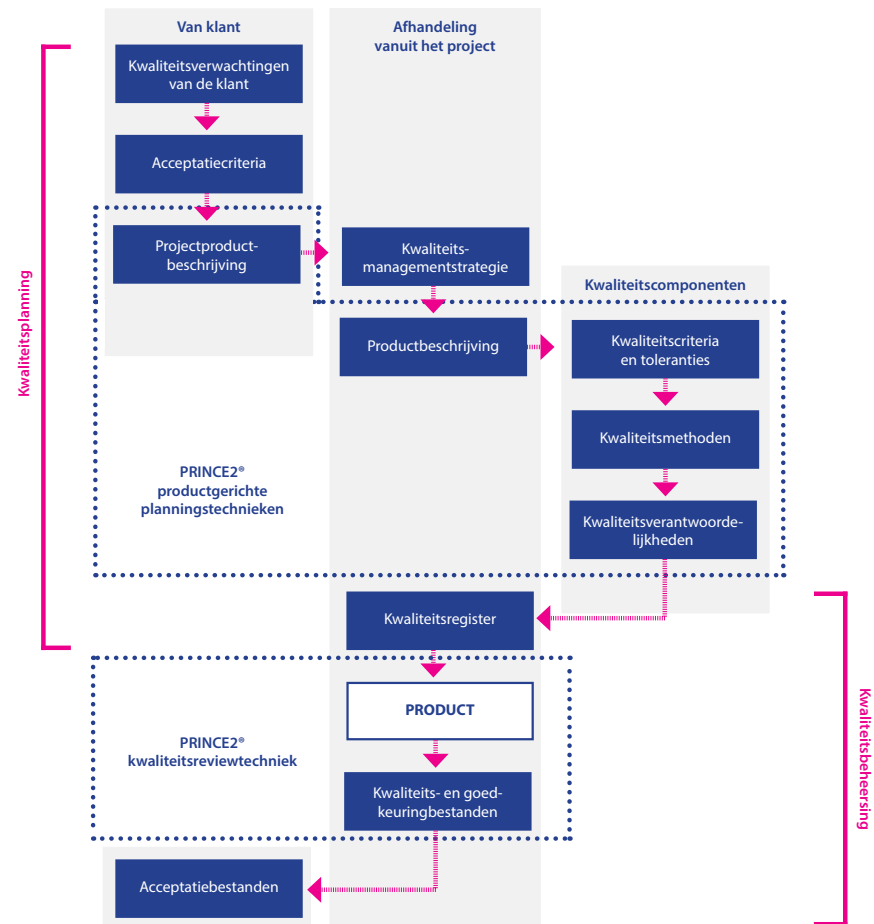 Van klant
Afhandeling
vanuit het project
Kwaliteitsverwachtingen
van de klant
Acceptatiecriteria
Projectproduct-
beschrijving
Kwaliteits-
managementstrategie
Kwaliteitscomponenten
Productbeschrijving
Kwaliteitscriteria
en toleranties
Kwaliteitsmethoden
Kwaliteitsverantwoorde-
lijkheden
Kwaliteitsplanning
PRINCE2®
productgerichte
planningstechnieken
Kwaliteitsregister
PRODUCT
PRINCE2®
kwaliteitsreviewtechniek
Kwaliteits- en goed-
keuringbestanden
Acceptatiebestanden
Kwaliteitsbeheersing